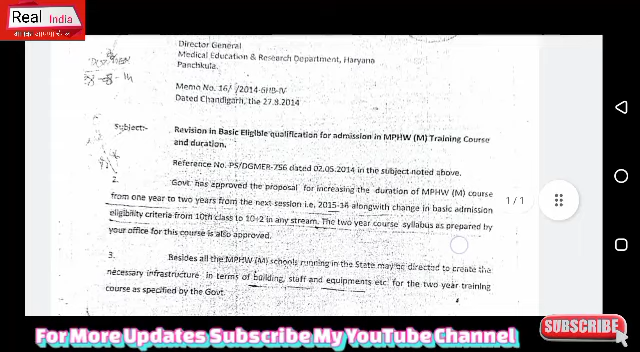 Real India
Director General
Medical Education & Research Department, Haryana
Panchkula.
Memo No. 16/ /2014-6HB-IV
Dated Chandigarh, the 27.8.2014
Subject:- Revision in Basic Eligible qualification for admission in MPHW (M) Training Course
and duration.
Reference No. PS/DGMER-756 dated 02.05.2014 in the subject noted above.
2. Govt. has approved the proposal for increasing the duration of MPHW (M) course
from one year to two years from the next session i.e. 2015-16 alongwith change in basic admission
eligibility criteria from 10th class to 10+2 in any stream. The two year course syllabus as prepared by
your office for this course is also approved.
1 / 1
3. Besides all the MPHW (M) schools running in the State may be directed to create the
necessary infrastructure in terms of building, staff and equipments etc. for the two year training
course as specified by the Govt.
For More Updates Subscribe My YouTube Channel
SUBSCRIBE